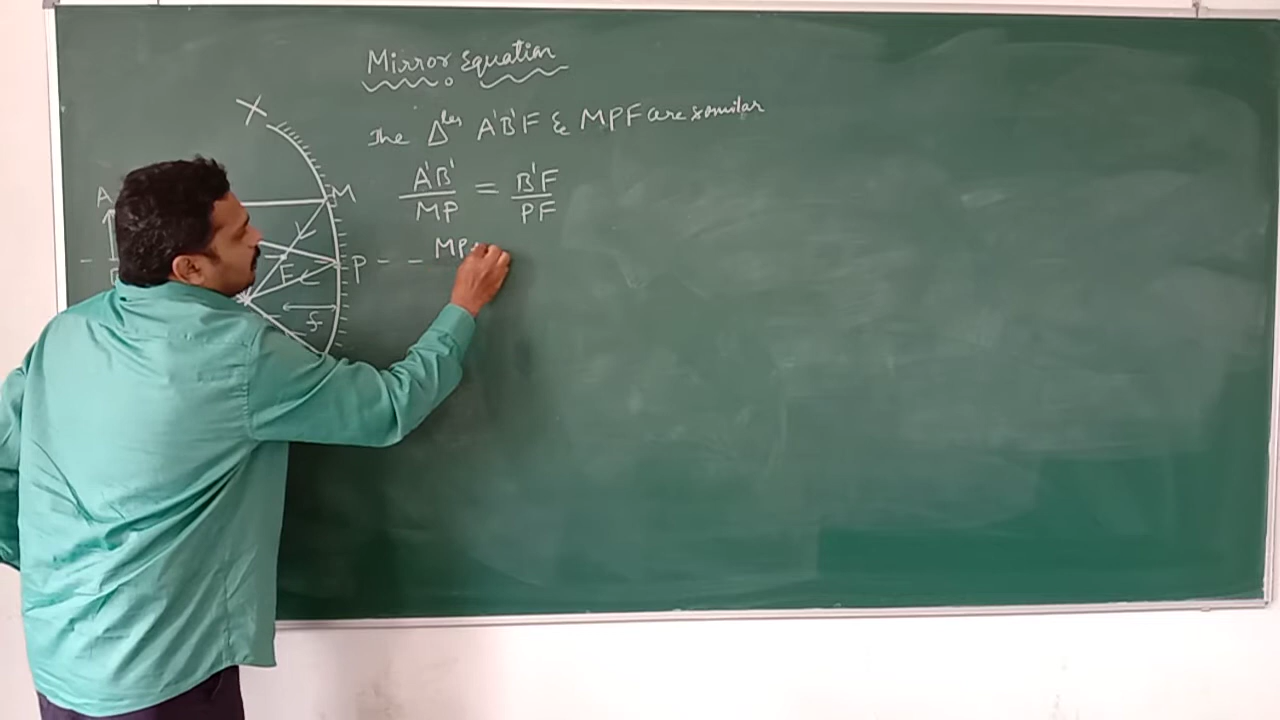 Mirror Equation
The Δles A'B'F & MPF are similar
A'B'/MP = B'F/PF
MP=
X
A
M
P
F
f